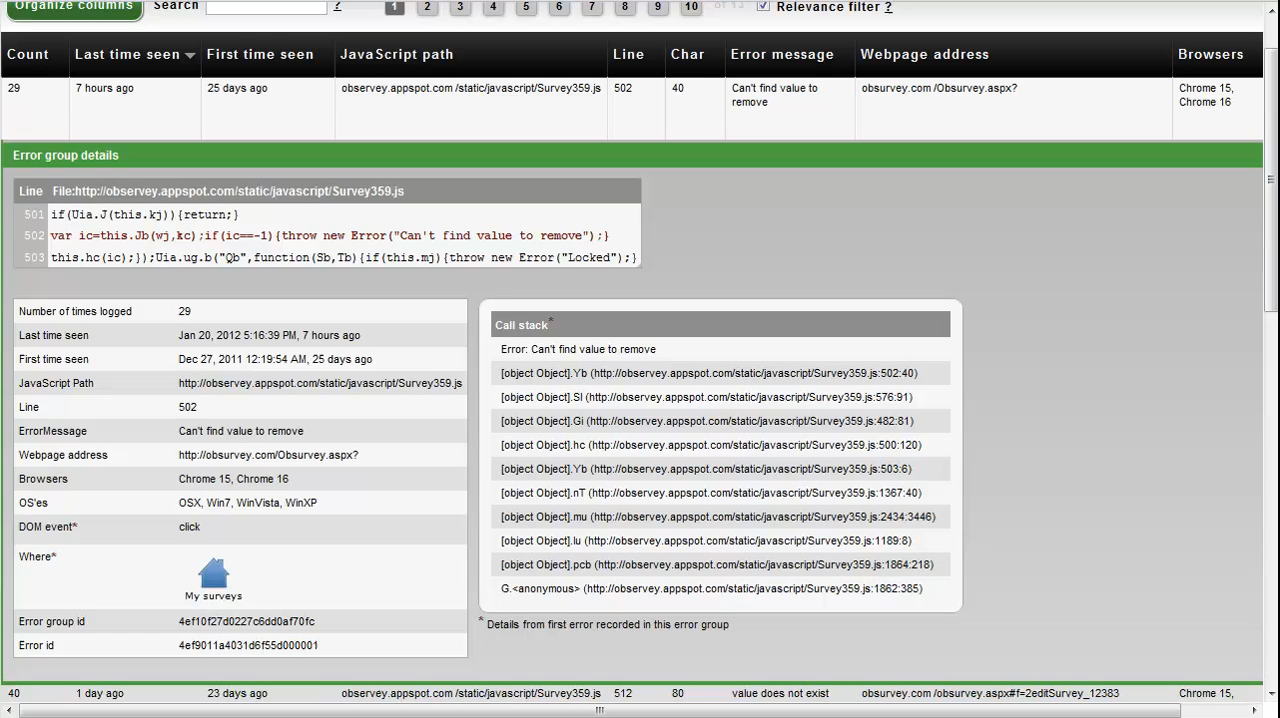 Organize columns Search ? 1 2 3 4 5 6 7 8 9 10 of 13 Relevance filter ?
Count Last time seen First time seen JavaScript path Line Char Error message Webpage address Browsers
29 7 hours ago 25 days ago observey.appspot.com /static/javascript/Survey359.js 502 40 Can't find value to obsurvey.com /Obsurvey.aspx? Chrome 15,
remove Chrome 16
Error group details
Line File:http://observey.appspot.com/static/javascript/Survey359.js
501 if(Uia.J(this.kj)){return;}
502 var ic=this.Jb(wj,kc);if(ic==-1){throw new Error("Can't find value to remove");}
503 this.hc(ic);});Uia.ug.b("Qb",function(Sb,Tb){if(this.mj){throw new Error("Locked");}
Number of times logged 29
Last time seen Jan 20, 2012 5:16:39 PM, 7 hours ago
First time seen Dec 27, 2011 12:19:54 AM, 25 days ago
JavaScript Path http://observey.appspot.com/static/javascript/Survey359.js
Line 502
ErrorMessage Can't find value to remove
Webpage address http://obsurvey.com/Obsurvey.aspx?
Browsers Chrome 15, Chrome 16
OS'es OSX, Win7, WinVista, WinXP
DOM event* click
Where*
My surveys
Error group id 4ef10f27d0227c6dd0af70fc
Error id 4ef9011a4031d6f55d000001
Call stack*
Error: Can't find value to remove
[object Object].Yb (http://observey.appspot.com/static/javascript/Survey359.js:502:40)
[object Object].Sl (http://observey.appspot.com/static/javascript/Survey359.js:576:91)
[object Object].Gi (http://observey.appspot.com/static/javascript/Survey359.js:482:81)
[object Object].hc (http://observey.appspot.com/static/javascript/Survey359.js:500:120)
[object Object].Yb (http://observey.appspot.com/static/javascript/Survey359.js:503:6)
[object Object].nT (http://observey.appspot.com/static/javascript/Survey359.js:1367:40)
[object Object].mu (http://observey.appspot.com/static/javascript/Survey359.js:2434:3446)
[object Object].lu (http://observey.appspot.com/static/javascript/Survey359.js:1189:8)
[object Object].pcb (http://observey.appspot.com/static/javascript/Survey359.js:1864:218)
G.<anonymous> (http://observey.appspot.com/static/javascript/Survey359.js:1862:385)
* Details from first error recorded in this error group
40 1 day ago 23 days ago observey.appspot.com /static/javascript/Survey359.js 512 80 value does not exist obsurvey.com /obsurvey.aspx#f=2editSurvey_12383 Chrome 15,